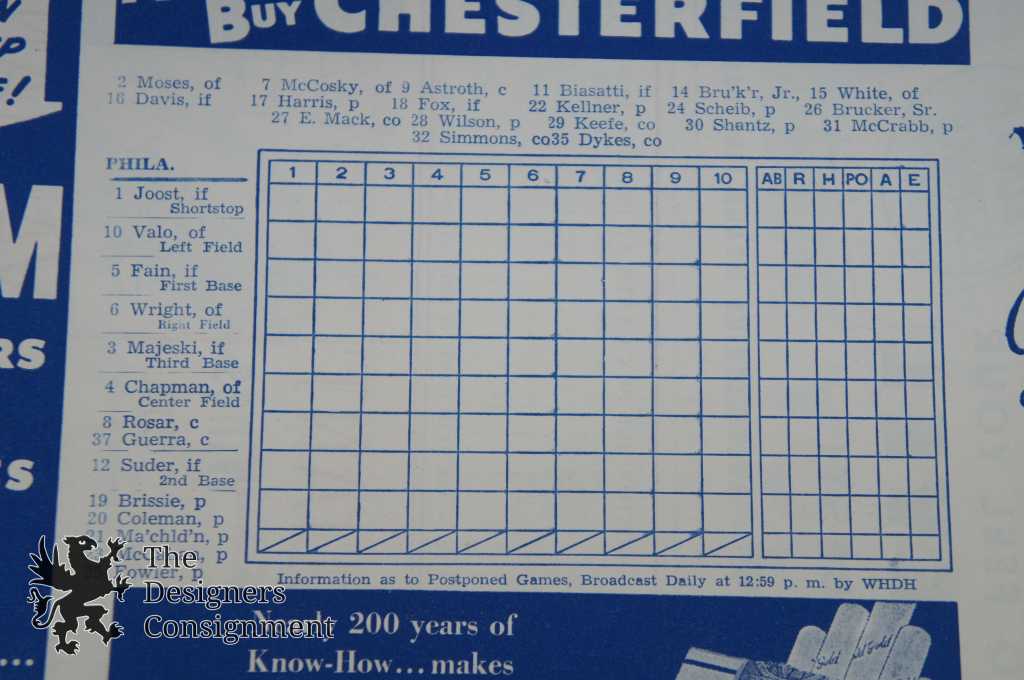 BUY CHESTERFIELD
2 Moses, of 7 McCosky, of 9 Astroth, c 11 Biasatti, if 14 Bru'k'r, Jr., 15 White, of
16 Davis, if 17 Harris, p 18 Fox, if 22 Kellner, p 24 Scheib, p 26 Brucker, Sr.
27 E. Mack, co 28 Wilson, p 29 Keefe, co 30 Shantz, p 31 McCrabb, p
32 Simmons, co35 Dykes, co
PHILA.
1 2 3 4 5 6 7 8 9 10 AB R H PO A E
1 Joost, if
Shortstop
10 Valo, of
Left Field
5 Fain, if
First Base
6 Wright, of
Right Field
3 Majeski, if
Third Base
4 Chapman, of
Center Field
8 Rosar, c
37 Guerra, c
12 Suder, if
2nd Base
19 Brissie, p
20 Coleman, p
21 Ma'chld'n, p
Fowler, p
Information as to Postponed Games, Broadcast Daily at 12:59 p. m. by WHDH
The
Designers
Consignment
200 years of
Know-How... makes